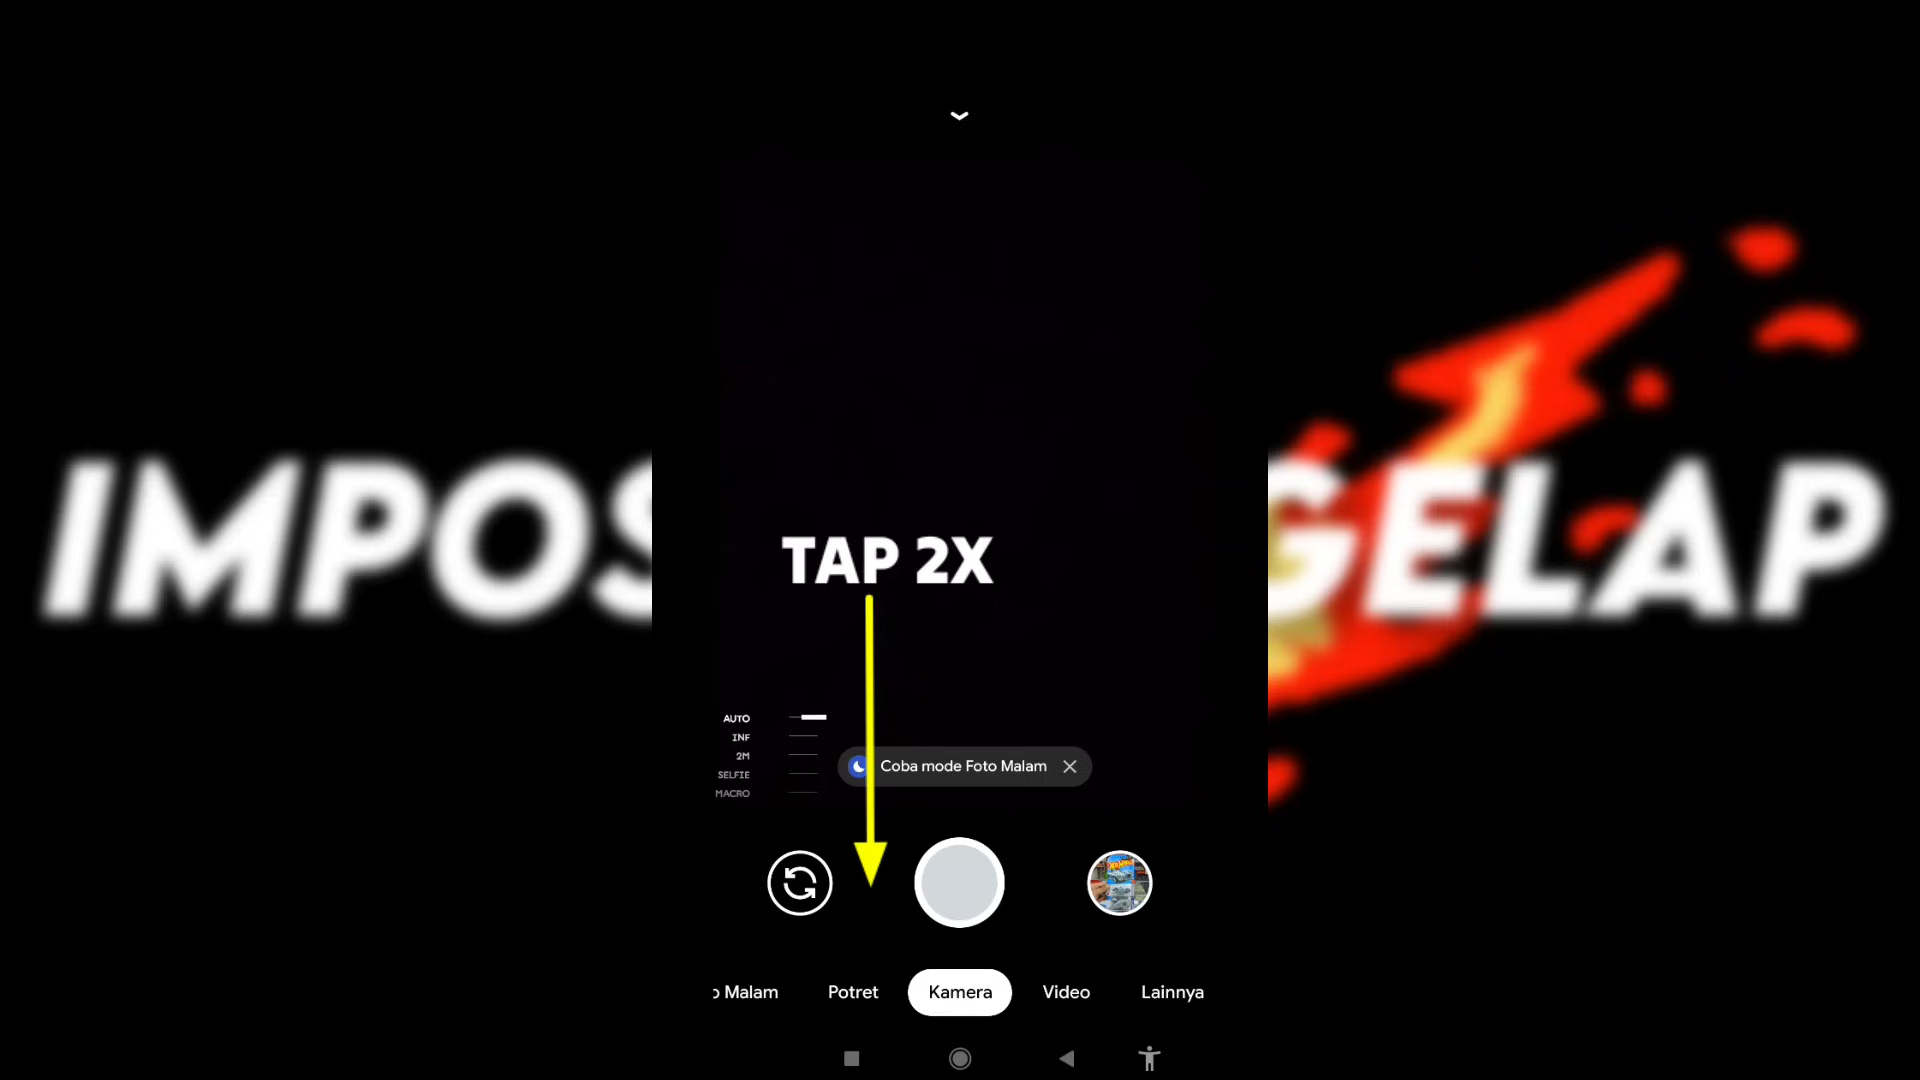 IMPOS
GELAP
TAP 2X
AUTO
INF
2M
SELFIE
MACRO
Coba mode Foto Malam
o Malam
Potret
Kamera
Video
Lainnya